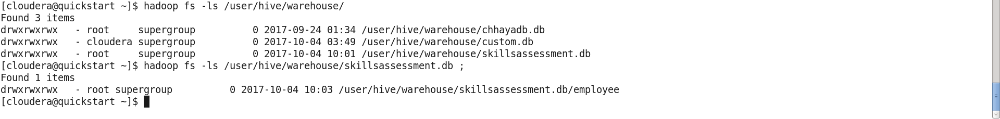 [cloudera@quickstart ~]$ hadoop fs -ls /user/hive/warehouse/
Found 3 items
drwxrwxrwx   - root     supergroup          0 2017-09-24 01:34 /user/hive/warehouse/chhayadb.db
drwxrwxrwx   - cloudera supergroup          0 2017-10-04 03:49 /user/hive/warehouse/custom.db
drwxrwxrwx   - root     supergroup          0 2017-10-04 10:01 /user/hive/warehouse/skillsassessment.db
[cloudera@quickstart ~]$ hadoop fs -ls /user/hive/warehouse/skillsassessment.db ;
Found 1 items
drwxrwxrwx   - root supergroup          0 2017-10-04 10:03 /user/hive/warehouse/skillsassessment.db/employee
[cloudera@quickstart ~]$